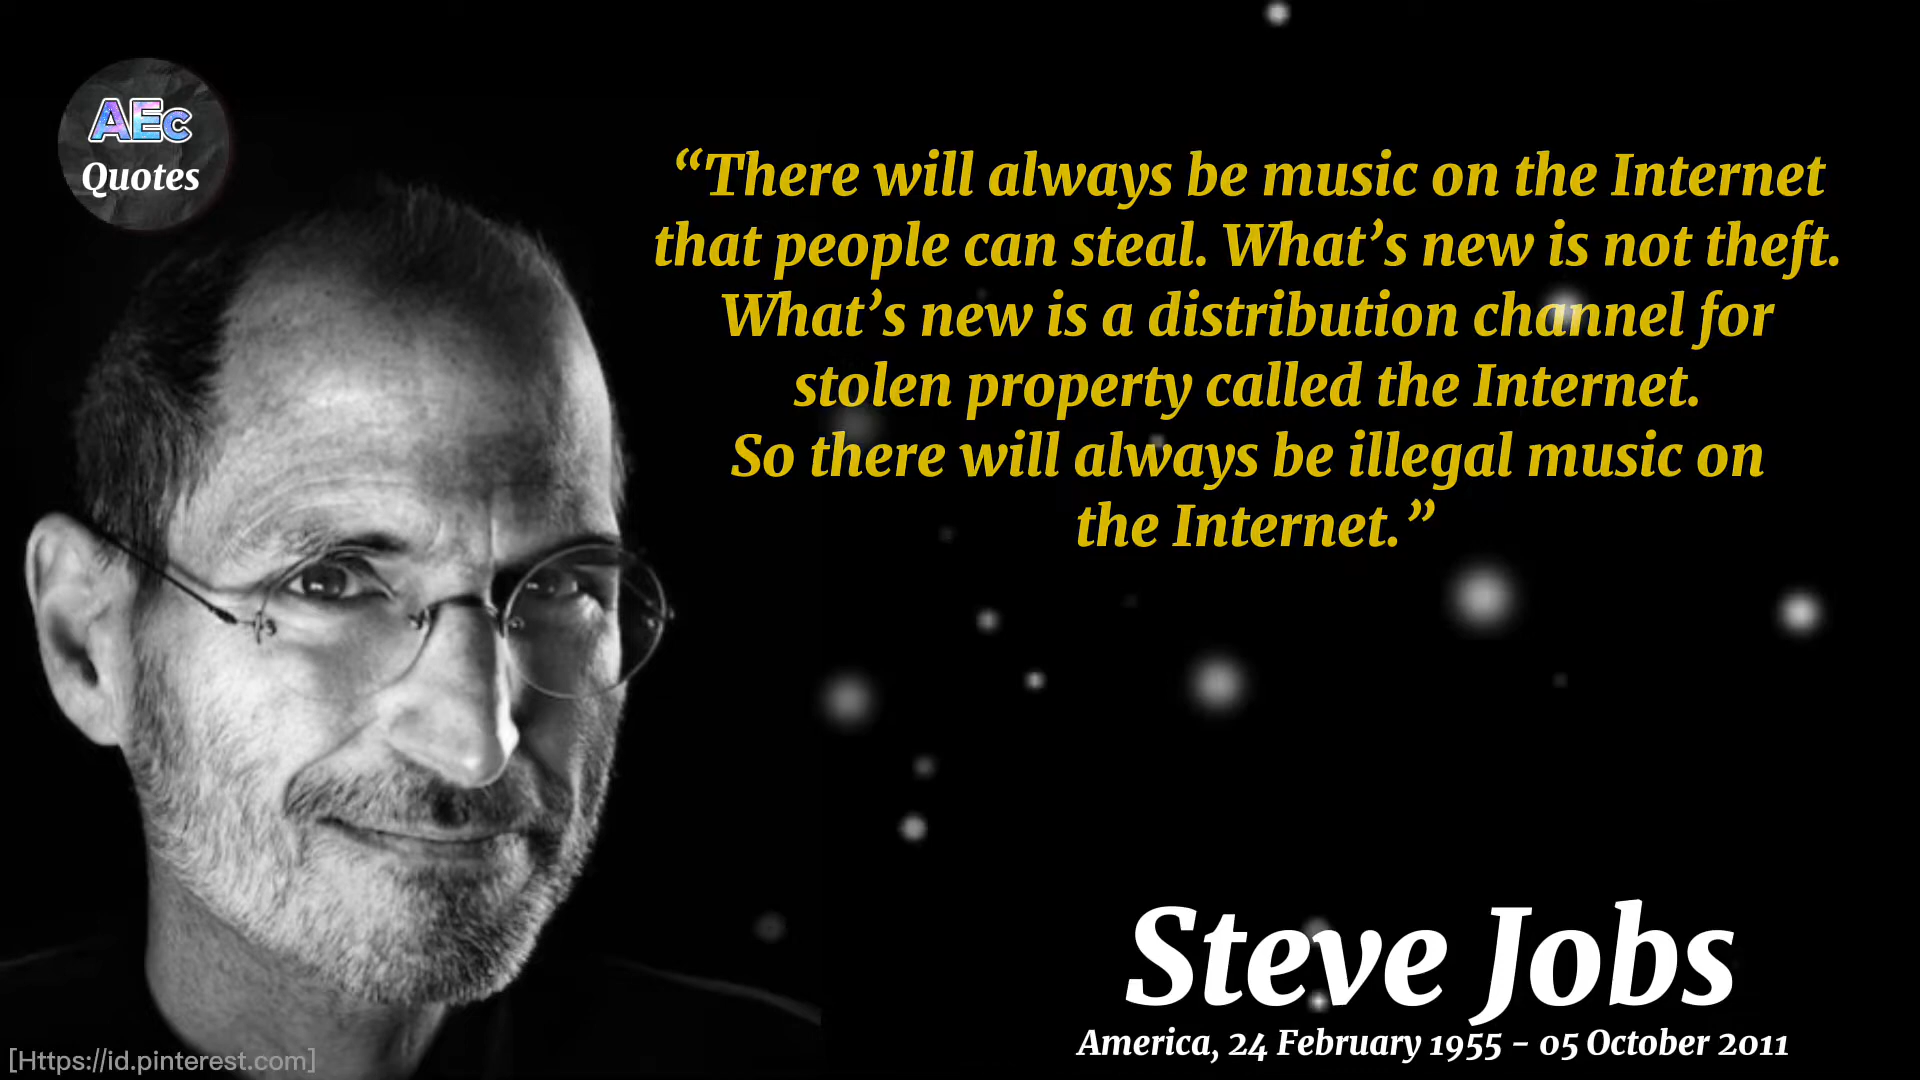 AEc
Quotes
“There will always be music on the Internet
that people can steal. What’s new is not theft.
What’s new is a distribution channel for
stolen property called the Internet.
So there will always be illegal music on
the Internet.”
Steve Jobs
America, 24 February 1955 - 05 October 2011
[Https://id.pinterest.com]